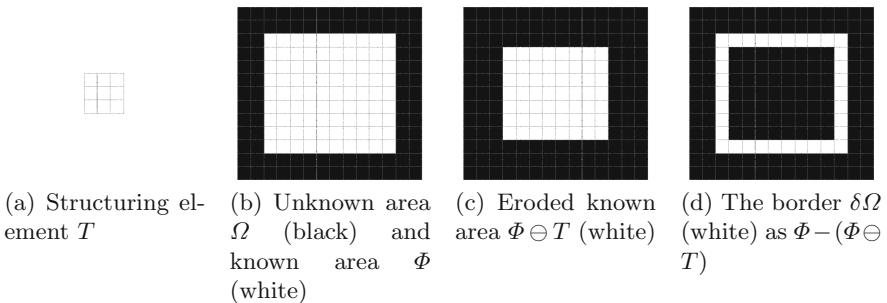 (a) Structuring el-
ement T
(b) Unknown area
Ω (black) and
known area Φ
(white)
(c) Eroded known
area Φ ⊖ T (white)
(d) The border δΩ
(white) as Φ−(Φ⊖
T)